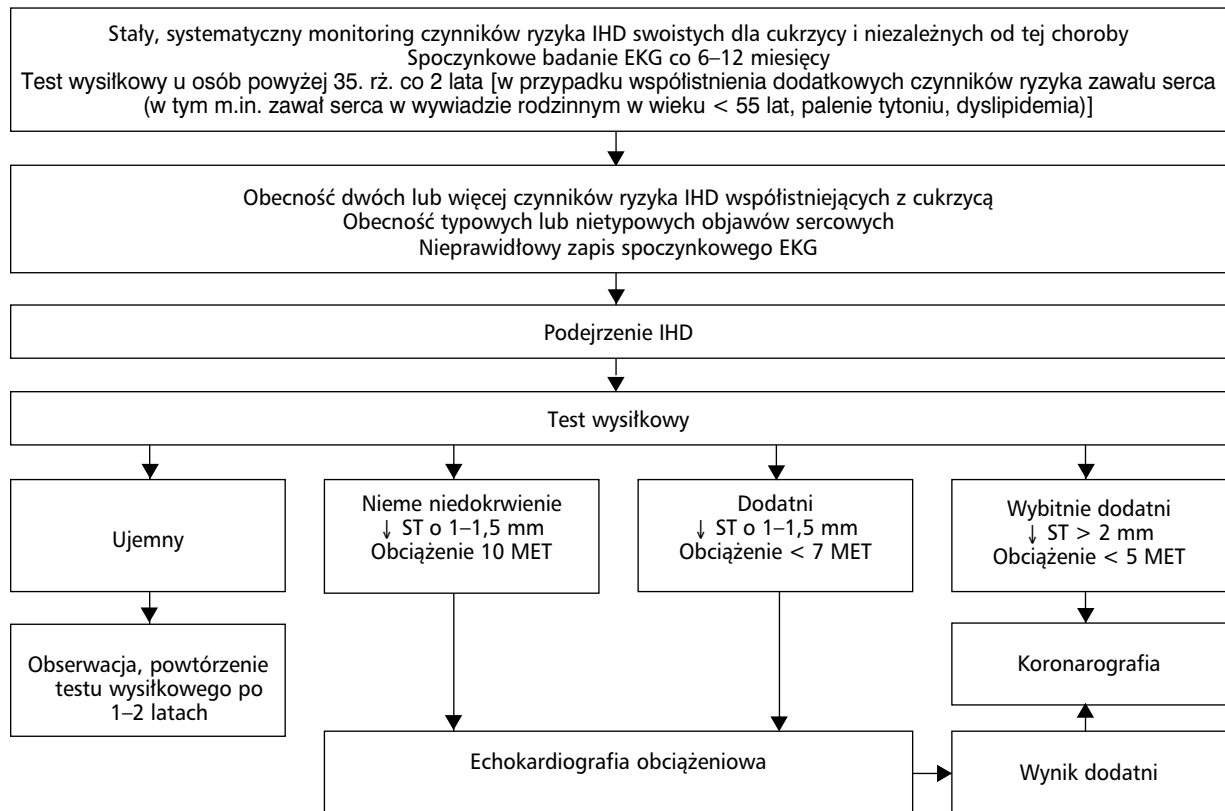 Stały, systematyczny monitoring czynników ryzyka IHD swoistych dla cukrzycy i niezależnych od tej choroby
Spoczynkowe badanie EKG co 6–12 miesięcy
Test wysiłkowy u osób powyżej 35. rż. co 2 lata [w przypadku współistnienia dodatkowych czynników ryzyka zawału serca
(w tym m.in. zawał serca w wywiadzie rodzinnym w wieku < 55 lat, palenie tytoniu, dyslipidemia)]
Obecność dwóch lub więcej czynników ryzyka IHD współistniejących z cukrzycą
Obecność typowych lub nietypowych objawów sercowych
Nieprawidłowy zapis spoczynkowego EKG
Podejrzenie IHD
Test wysiłkowy
Ujemny
Nieme niedokrwienie
↓ ST o 1–1,5 mm
Obciążenie 10 MET
Dodatni
↓ ST o 1–1,5 mm
Obciążenie < 7 MET
Wybitnie dodatni
↓ ST > 2 mm
Obciążenie < 5 MET
Obserwacja, powtórzenie
testu wysiłkowego po
1–2 latach
Koronarografia
Echokardiografia obciążeniowa
Wynik dodatni